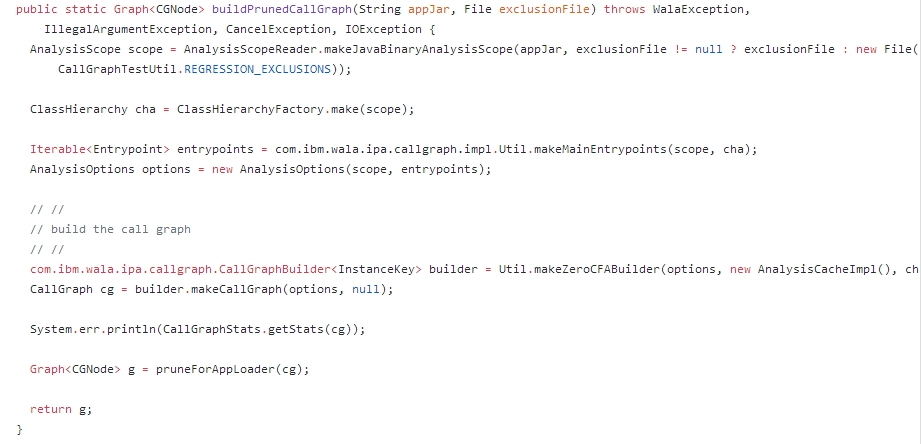 public static Graph<CGNode> buildPrunedCallGraph(String appJar, File exclusionFile) throws WalaException,
IllegalArgumentException, CancelException, IOException {
AnalysisScope scope = AnalysisScopeReader.makeJavaBinaryAnalysisScope(appJar, exclusionFile != null ? exclusionFile : new File(
CallGraphTestUtil.REGRESSION_EXCLUSIONS));
ClassHierarchy cha = ClassHierarchyFactory.make(scope);
Iterable<Entrypoint> entrypoints = com.ibm.wala.ipa.callgraph.impl.Util.makeMainEntrypoints(scope, cha);
AnalysisOptions options = new AnalysisOptions(scope, entrypoints);
// //
// build the call graph
// //
com.ibm.wala.ipa.callgraph.CallGraphBuilder<InstanceKey> builder = Util.makeZeroCFABuilder(options, new AnalysisCacheImpl(), ch
CallGraph cg = builder.makeCallGraph(options, null);
System.err.println(CallGraphStats.getStats(cg));
Graph<CGNode> g = pruneForAppLoader(cg);
return g;
}